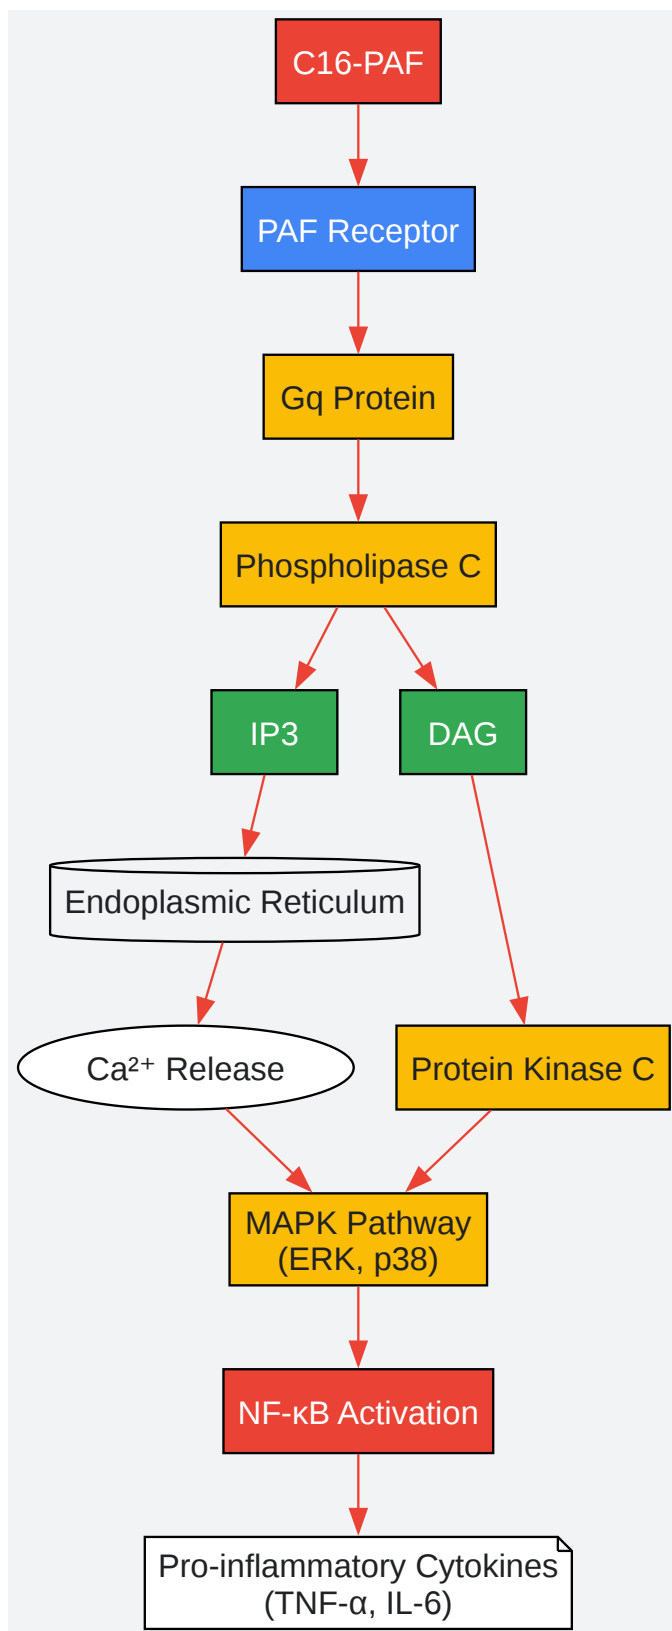 C16-PAF
PAF Receptor
Gq Protein
Phospholipase C
IP3
DAG
Endoplasmic Reticulum
Ca²⁺ Release
Protein Kinase C
MAPK Pathway
(ERK, p38)
NF-κB Activation
Pro-inflammatory Cytokines
(TNF-α, IL-6)